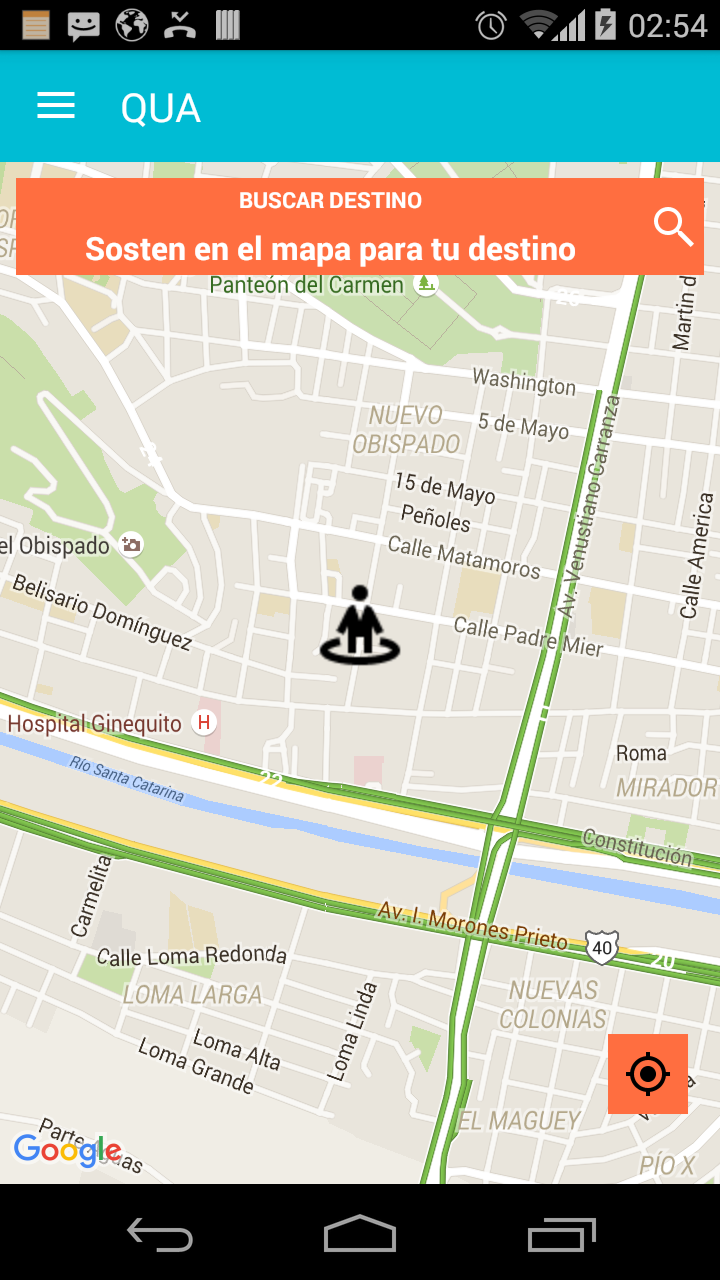 02:54
QUA
BUSCAR DESTINO
Sosten en el mapa para tu destino
Panteón del Carmen
20
Martin d
Washington
NUEVO
OBISPADO
5 de Mayo
Av. Venustiano Carranza
15 de Mayo
Peñoles
Calle America
el Obispado
Calle Matamoros
Belisario Domínguez
Calle Padre Mier
Hospital Ginequito H
Roma
Río Santa Catarina
22
MIRADOR
Constitución
Carmelita
Av. I. Morones Prieto
40
20
Calle Loma Redonda
LOMA LARGA
NUEVAS
COLONIAS
Loma Linda
Loma Alta
Loma Grande
EL MAGUEY
Google
PÍO X